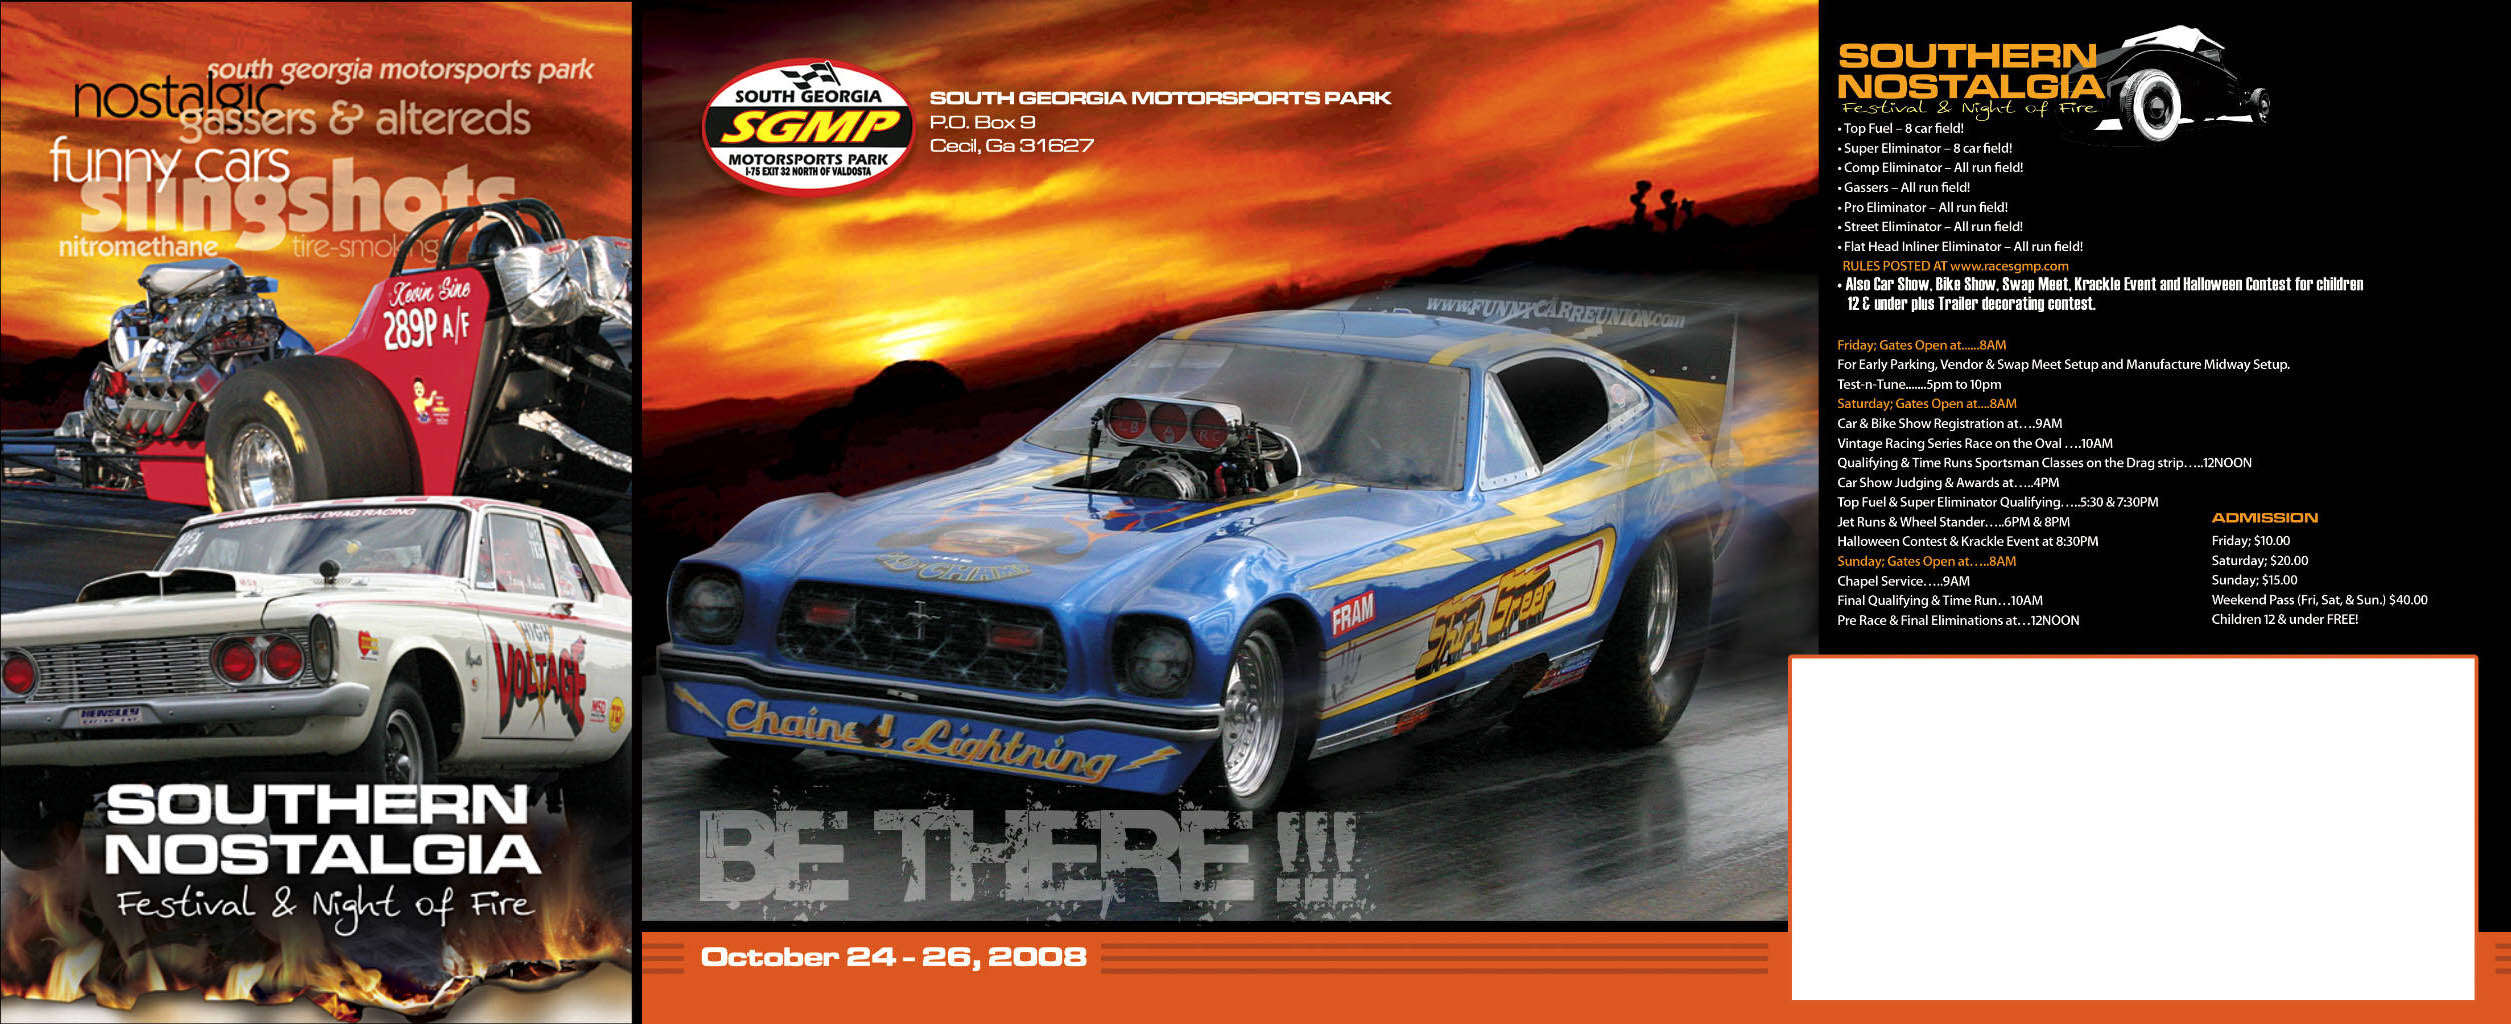 south georgia motorsports park
nostalgic
gassers & altereds
funny cars
slingshots
nitromethane
tire-smoking
Kevin Sine
289P A/F
HIGH
VOLTAGE
HENSLEY
SOUTHERN
NOSTALGIA
Festival & Night of Fire
SOUTH GEORGIA
SGMP
MOTORSPORTS PARK
I-75 EXIT 32 NORTH OF VALDOSTA
SOUTH GEORGIA MOTORSPORTS PARK
P.O. Box 9
Cecil, Ga 31627
www.FUNNYCARREUNION.com
FRAM
Shirl Greer
Chained Lightning
BE THERE !!!
October 24 - 26, 2008
SOUTHERN
NOSTALGIA
Festival & Night of Fire
• Top Fuel – 8 car field!
• Super Eliminator – 8 car field!
• Comp Eliminator – All run field!
• Gassers – All run field!
• Pro Eliminator – All run field!
• Street Eliminator – All run field!
• Flat Head Inliner Eliminator – All run field!
RULES POSTED AT www.racesgmp.com
• Also Car Show, Bike Show, Swap Meet, Krackle Event and Halloween Contest for children
12 & under plus Trailer decorating contest.
Friday; Gates Open at......8AM
For Early Parking, Vendor & Swap Meet Setup and Manufacture Midway Setup.
Test-n-Tune.......5pm to 10pm
Saturday; Gates Open at....8AM
Car & Bike Show Registration at….9AM
Vintage Racing Series Race on the Oval ….10AM
Qualifying & Time Runs Sportsman Classes on the Drag strip…..12NOON
Car Show Judging & Awards at…..4PM
Top Fuel & Super Eliminator Qualifying…..5:30 & 7:30PM
Jet Runs & Wheel Stander…..6PM & 8PM
Halloween Contest & Krackle Event at 8:30PM
Sunday; Gates Open at…..8AM
Chapel Service…..9AM
Final Qualifying & Time Run…10AM
Pre Race & Final Eliminations at…12NOON
ADMISSION
Friday; $10.00
Saturday; $20.00
Sunday; $15.00
Weekend Pass (Fri, Sat, & Sun.) $40.00
Children 12 & under FREE!